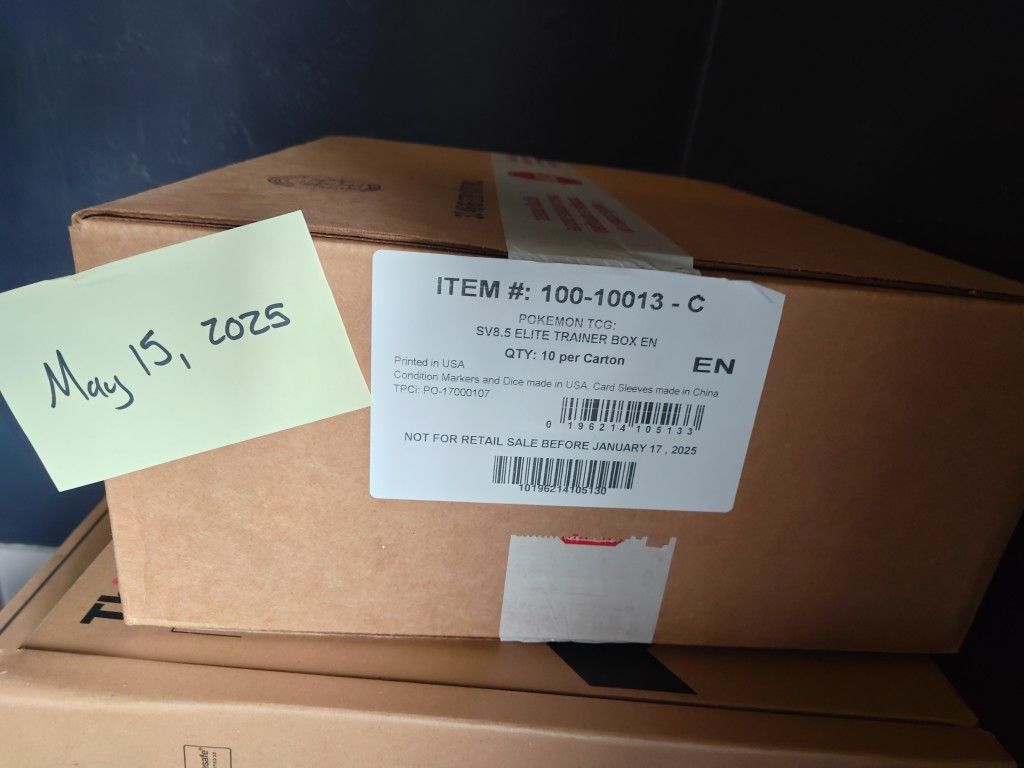 May 15, 2025
ITEM #: 100-10013 - C
POKEMON TCG:
SV8.5 ELITE TRAINER BOX EN
QTY: 10 per Carton
EN
Printed in USA
Condition Markers and Dice made in USA. Card Sleeves made in China
TPCi: PO-17000107
0 196214 105133
NOT FOR RETAIL SALE BEFORE JANUARY 17, 2025
10196214105130